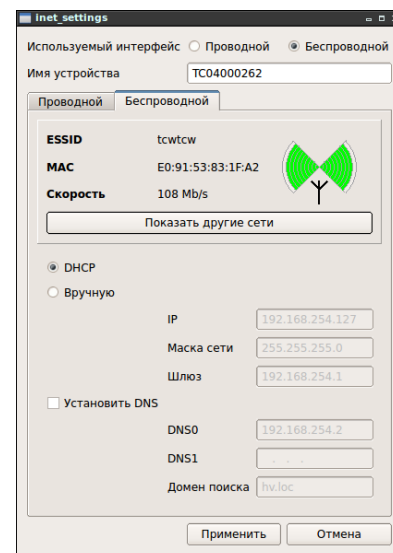 inet_settings
Используемый интерфейс Проводной Беспроводной
Имя устройства TC04000262
Проводной Беспроводной
ESSID tcwtcw
MAC E0:91:53:83:1F:A2
Скорость 108 Mb/s
Показать другие сети
DHCP
Вручную
IP 192.168.254.127
Маска сети 255.255.255.0
Шлюз 192.168.254.1
Установить DNS
DNS0 192.168.254.2
DNS1 . . .
Домен поиска hv.loc
Применить Отмена